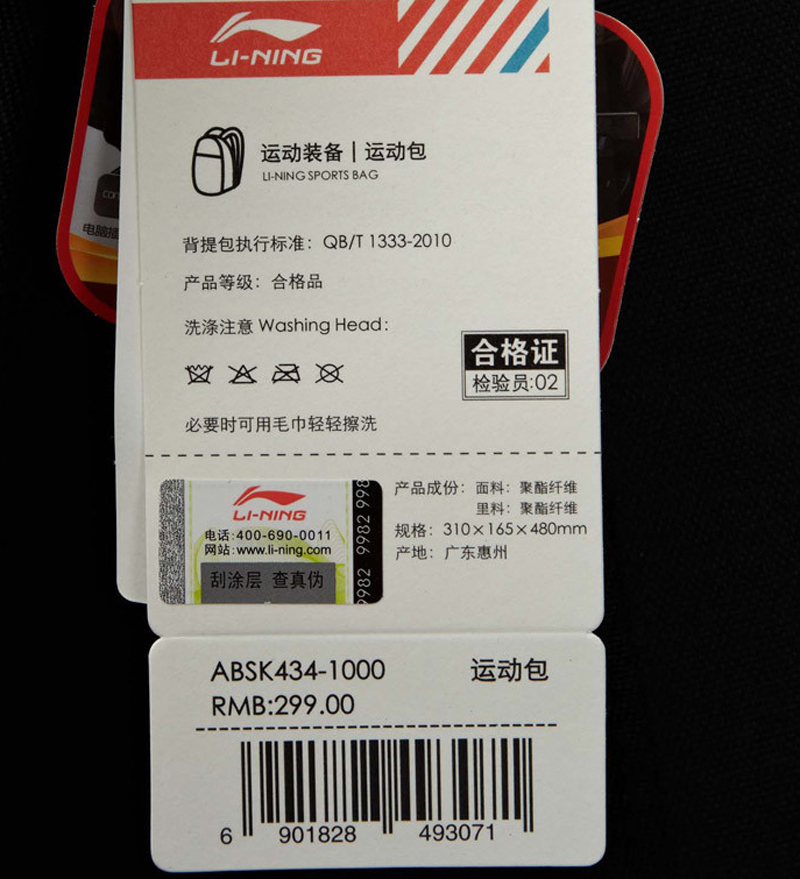 LI-NING
运动装备 | 运动包
LI-NING SPORTS BAG
背提包执行标准： QB/T 1333-2010
产品等级： 合格品
洗涤注意 Washing Head:
合格证
检验员:02
必要时可用毛巾轻轻擦洗
产品成份： 面料： 聚酯纤维
里料： 聚酯纤维
规格： 310×165×480mm
产地： 广东惠州
LI-NING
电话:400-690-0011
网站:www.li-ning.com
刮涂层 查真伪
9982 9982 998
ABSK434-1000 运动包
RMB:299.00
6 901828 493071
电脑